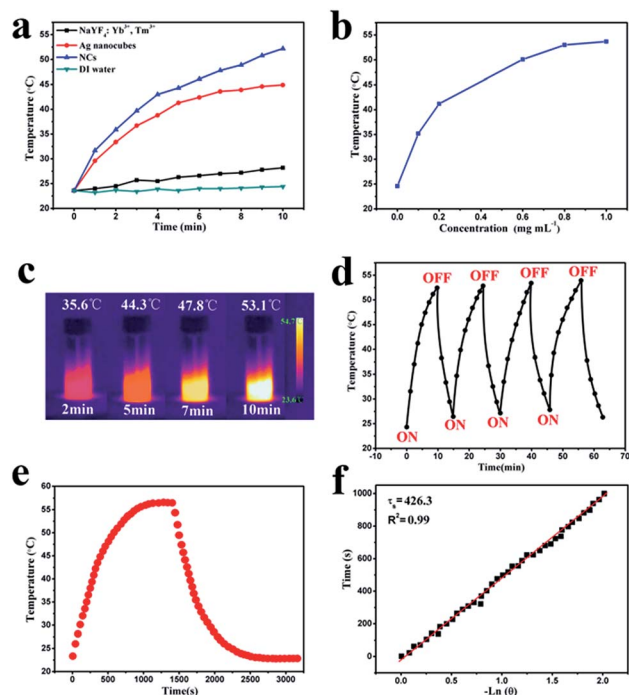 a
NaYF₄: Yb³⁺, Tm³⁺
Ag nanocubes
NCs
DI water
55
50
45
40
35
30
25
20
Temperature (°C)
0 2 4 6 8 10
Time (min)
b
60
55
50
45
40
35
30
25
20
Temperature (°C)
0.0 0.2 0.4 0.6 0.8 1.0
Concentration (mg mL⁻¹)
c
35.6℃ 44.3℃ 47.8℃ 53.1℃
54.7℃
23.6℃
2min 5min 7min 10min
d
OFF OFF OFF OFF
ON ON ON ON
55
50
45
40
35
30
25
20
Temperature (°C)
-10 0 10 20 30 40 50 60 70
Time(min)
e
60
55
50
45
40
35
30
25
20
Temperature (°C)
0 500 1000 1500 2000 2500 3000
Time(s)
f
τs=426.3
R²=0.99
1000
800
600
400
200
0
Time (s)
0.0 0.5 1.0 1.5 2.0
-Ln (θ)